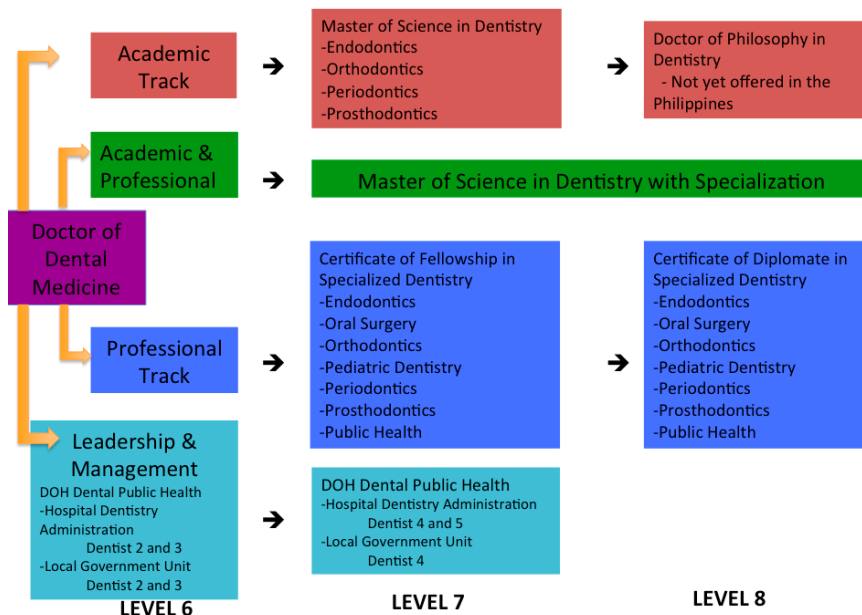 Academic
Track
Master of Science in Dentistry
-Endodontics
-Orthodontics
-Periodontics
-Prosthodontics
Doctor of Philosophy in
Dentistry
- Not yet offered in the
Philippines
Academic &
Professional
Master of Science in Dentistry with Specialization
Doctor of
Dental
Medicine
Professional
Track
Certificate of Fellowship in
Specialized Dentistry
-Endodontics
-Oral Surgery
-Orthodontics
-Pediatric Dentistry
-Periodontics
-Prosthodontics
-Public Health
Certificate of Diplomate in
Specialized Dentistry
-Endodontics
-Oral Surgery
-Orthodontics
-Pediatric Dentistry
-Periodontics
-Prosthodontics
-Public Health
Leadership &
Management
DOH Dental Public Health
-Hospital Dentistry
Administration
Dentist 2 and 3
-Local Government Unit
Dentist 2 and 3
DOH Dental Public Health
-Hospital Dentistry Administration
Dentist 4 and 5
-Local Government Unit
Dentist 4
LEVEL 6
LEVEL 7
LEVEL 8